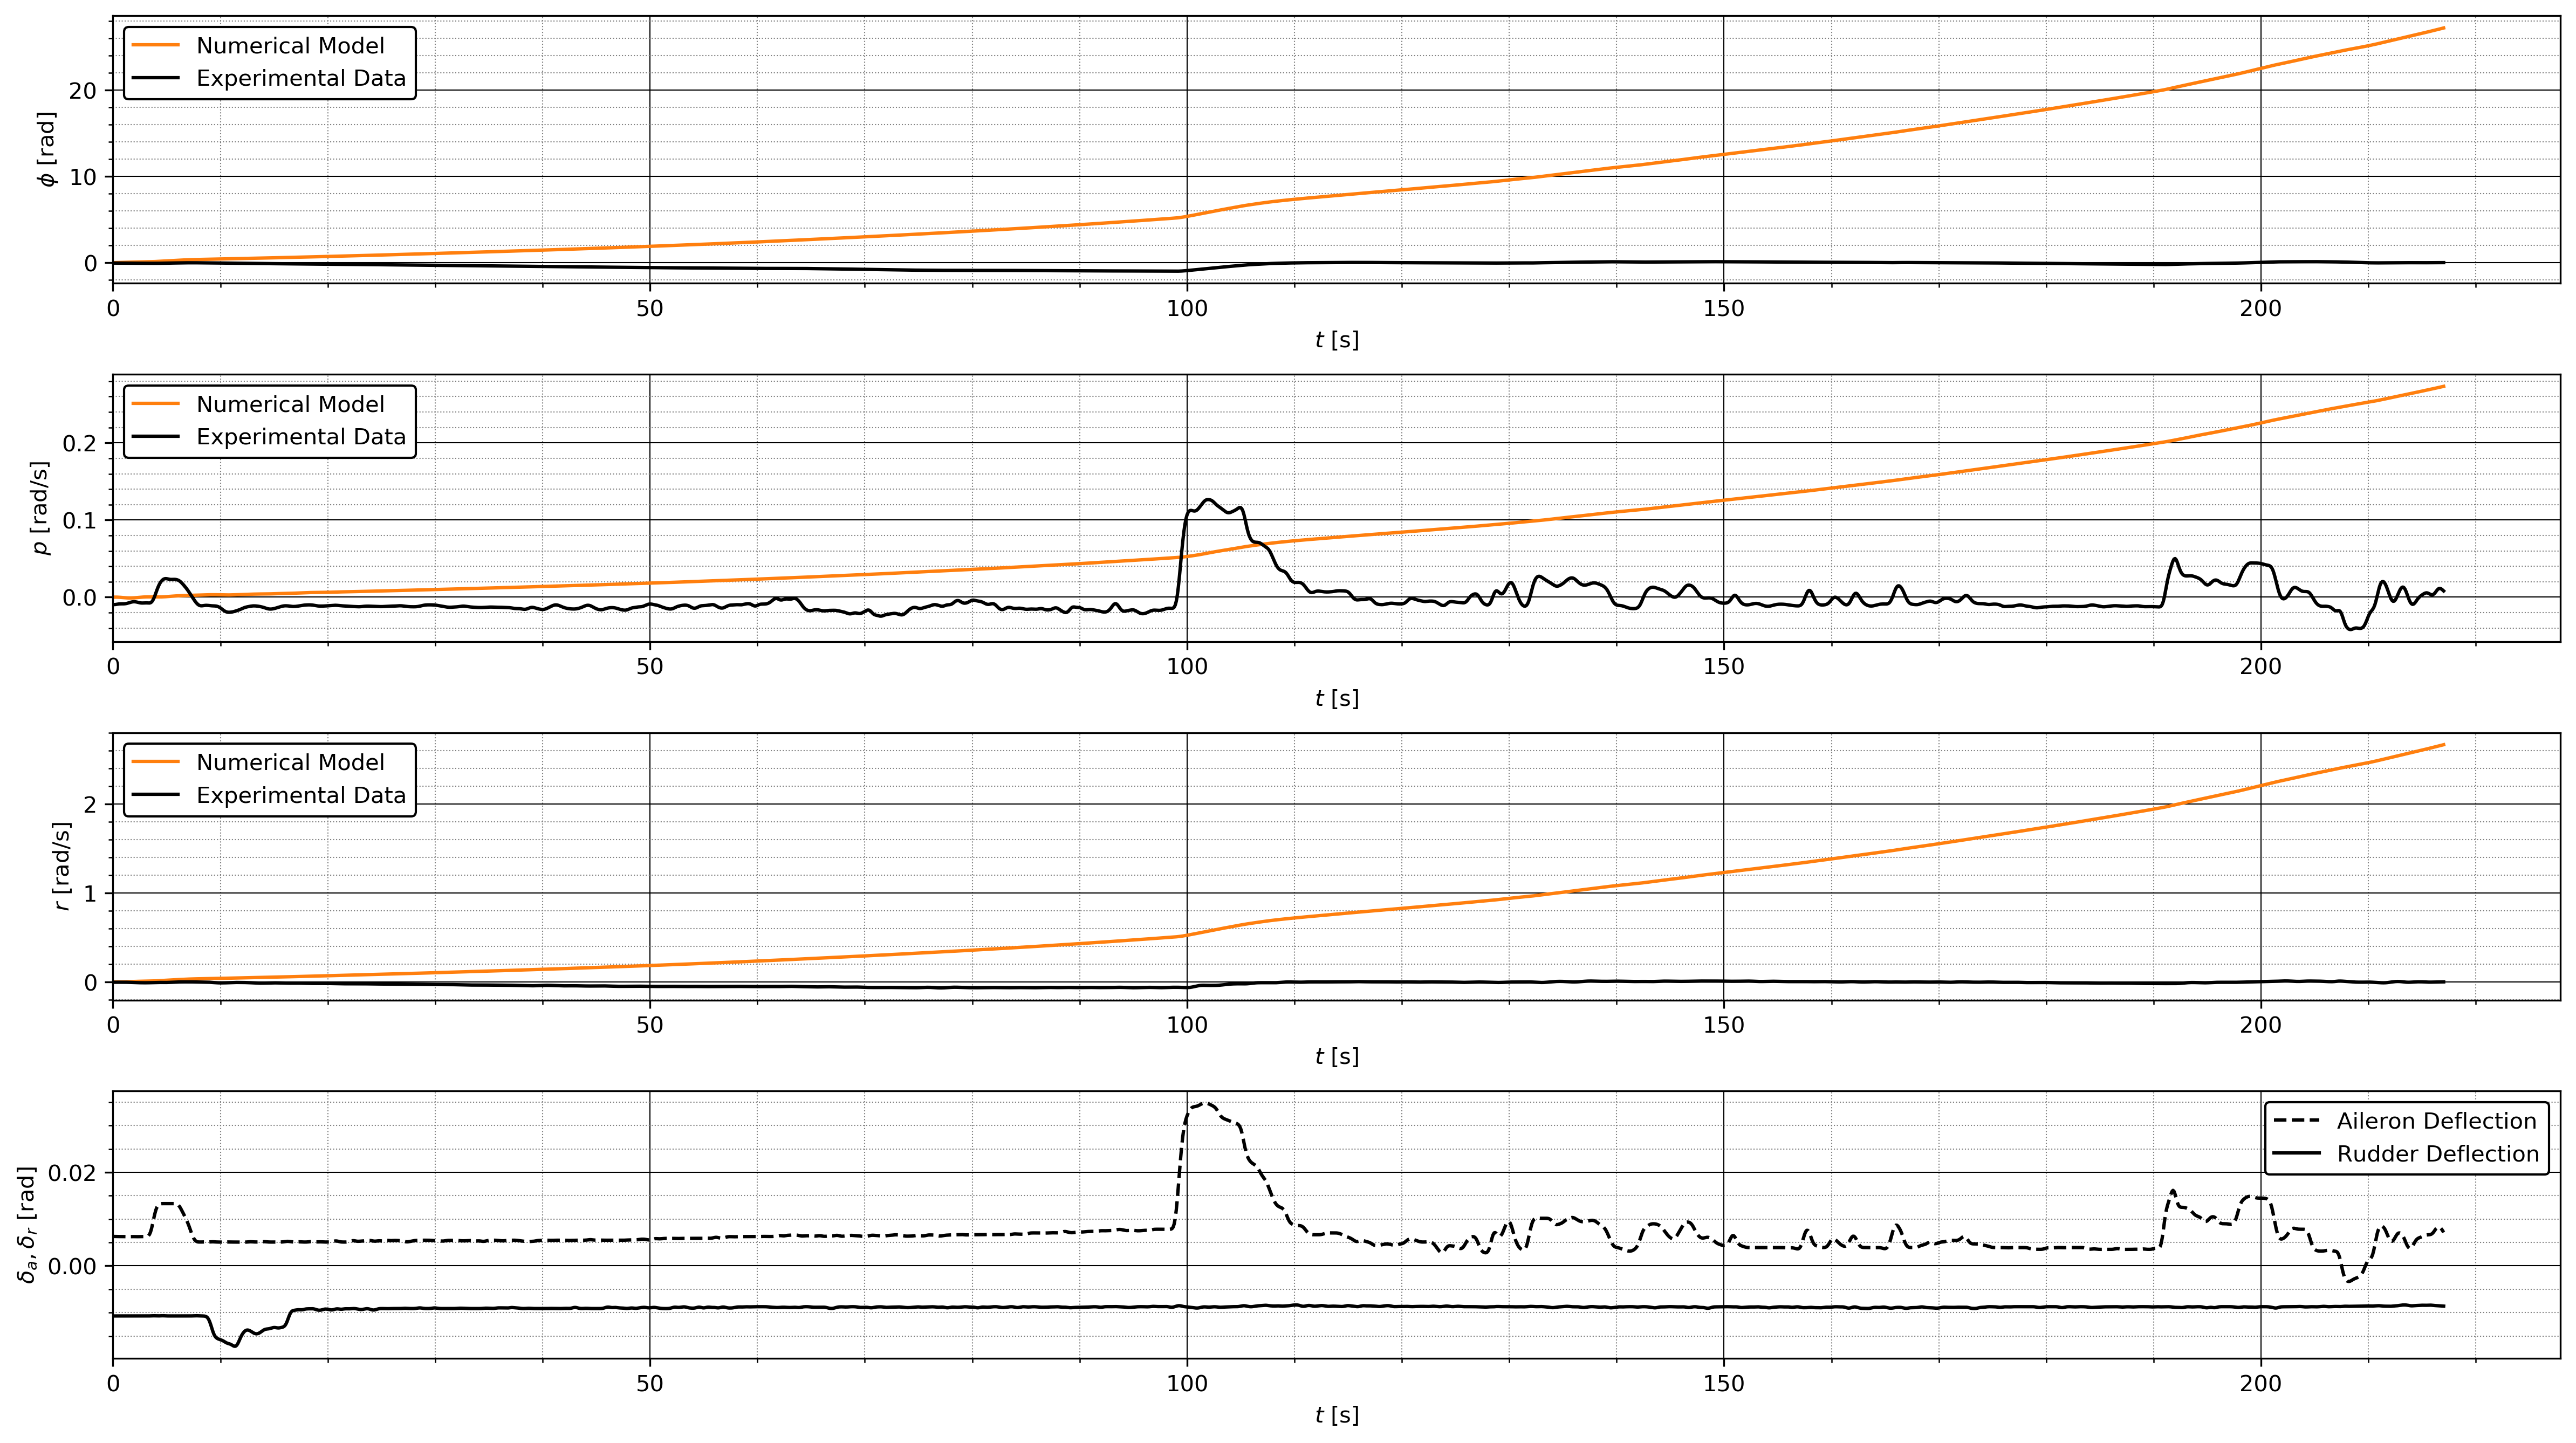 Numerical Model
Experimental Data
ϕ [rad]
20
10
0
0 50 100 150 200
t [s]
Numerical Model
Experimental Data
p [rad/s]
0.2
0.1
0.0
0 50 100 150 200
t [s]
Numerical Model
Experimental Data
r [rad/s]
2
1
0
0 50 100 150 200
t [s]
Aileron Deflection
Rudder Deflection
δa, δr [rad]
0.02
0.00
0 50 100 150 200
t [s]